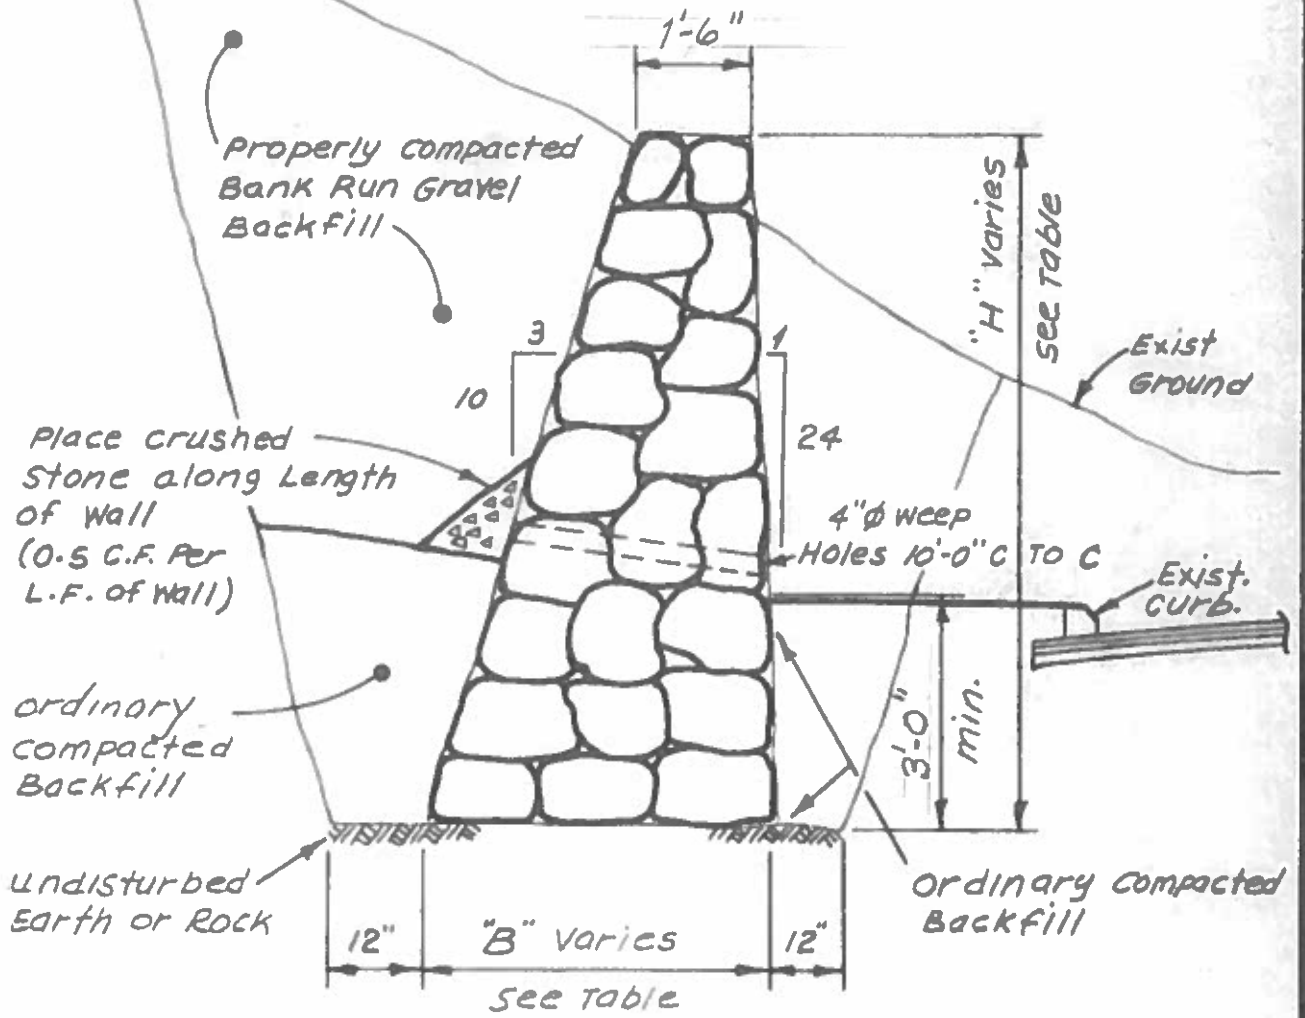 1'-6"
Properly compacted
Bank Run Gravel
Backfill
"H" varies
see Table
3
1
10
24
Exist
Ground
Place crushed
Stone along Length
of Wall
(0.5 C.F. Per
L.F. of Wall)
4"ϕ weep
Holes 10'-0" C TO C
Exist.
curb.
ordinary
compacted
Backfill
3'-0"
min.
undisturbed
Earth or Rock
Ordinary Compacted
Backfill
12"
"B" Varies
12"
See Table